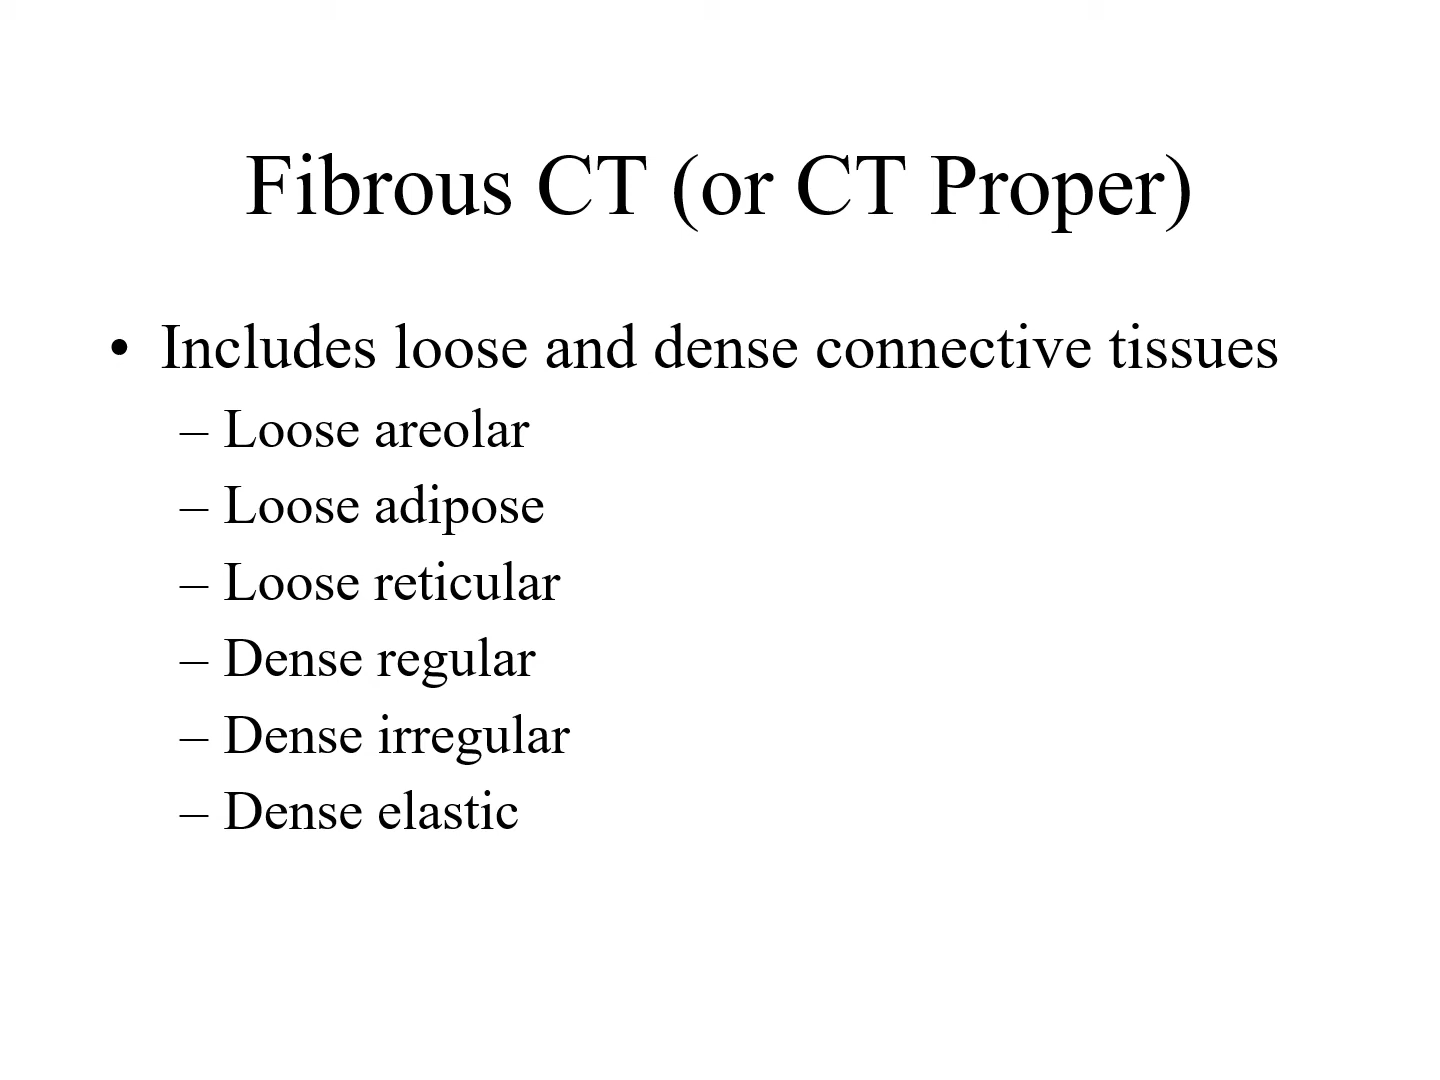 Fibrous CT (or CT Proper)
• Includes loose and dense connective tissues
– Loose areolar
– Loose adipose
– Loose reticular
– Dense regular
– Dense irregular
– Dense elastic